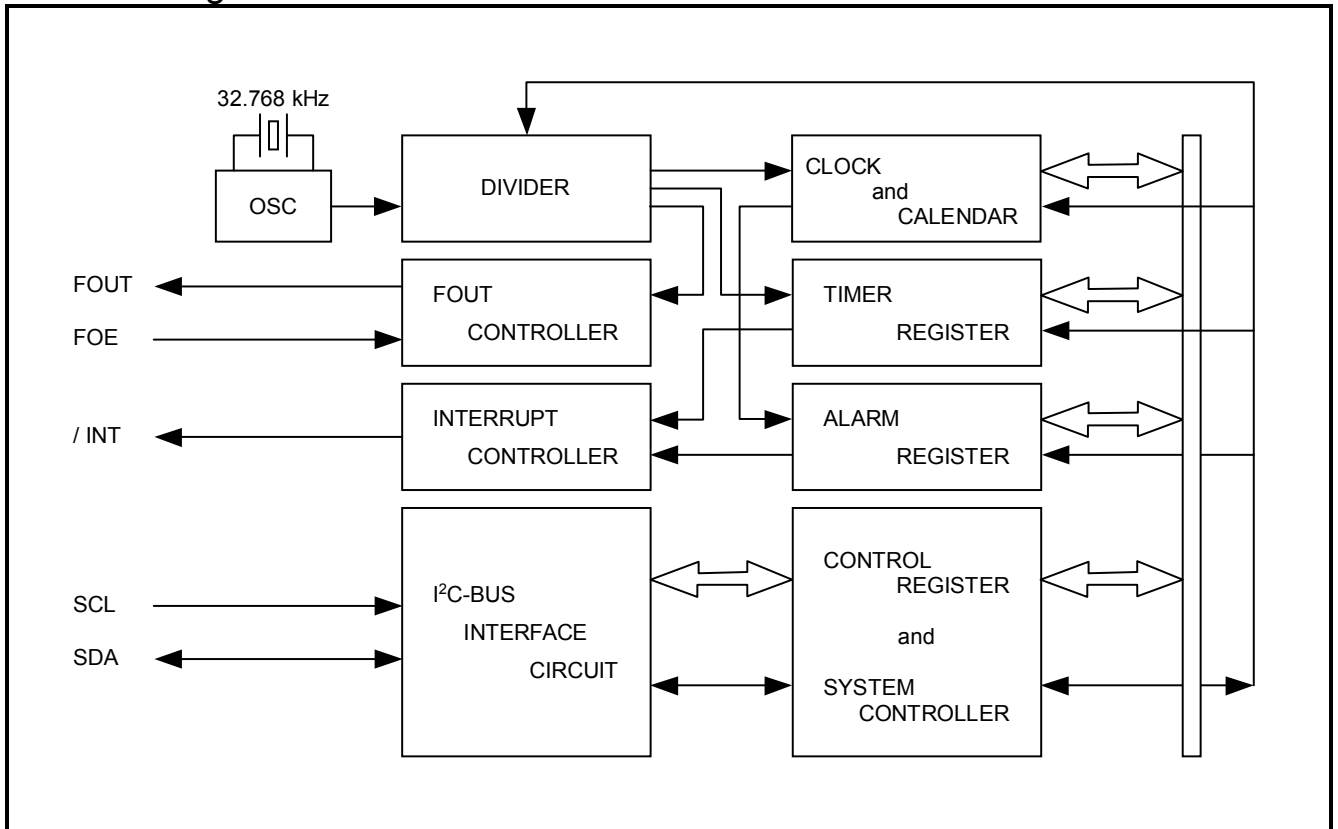 32.768 kHz
OSC
DIVIDER
CLOCK
and
CALENDAR
FOUT
FOE
FOUT
CONTROLLER
TIMER
REGISTER
/ INT
INTERRUPT
CONTROLLER
ALARM
REGISTER
SCL
SDA
I²C-BUS
INTERFACE
CIRCUIT
CONTROL
REGISTER
and
SYSTEM
CONTROLLER